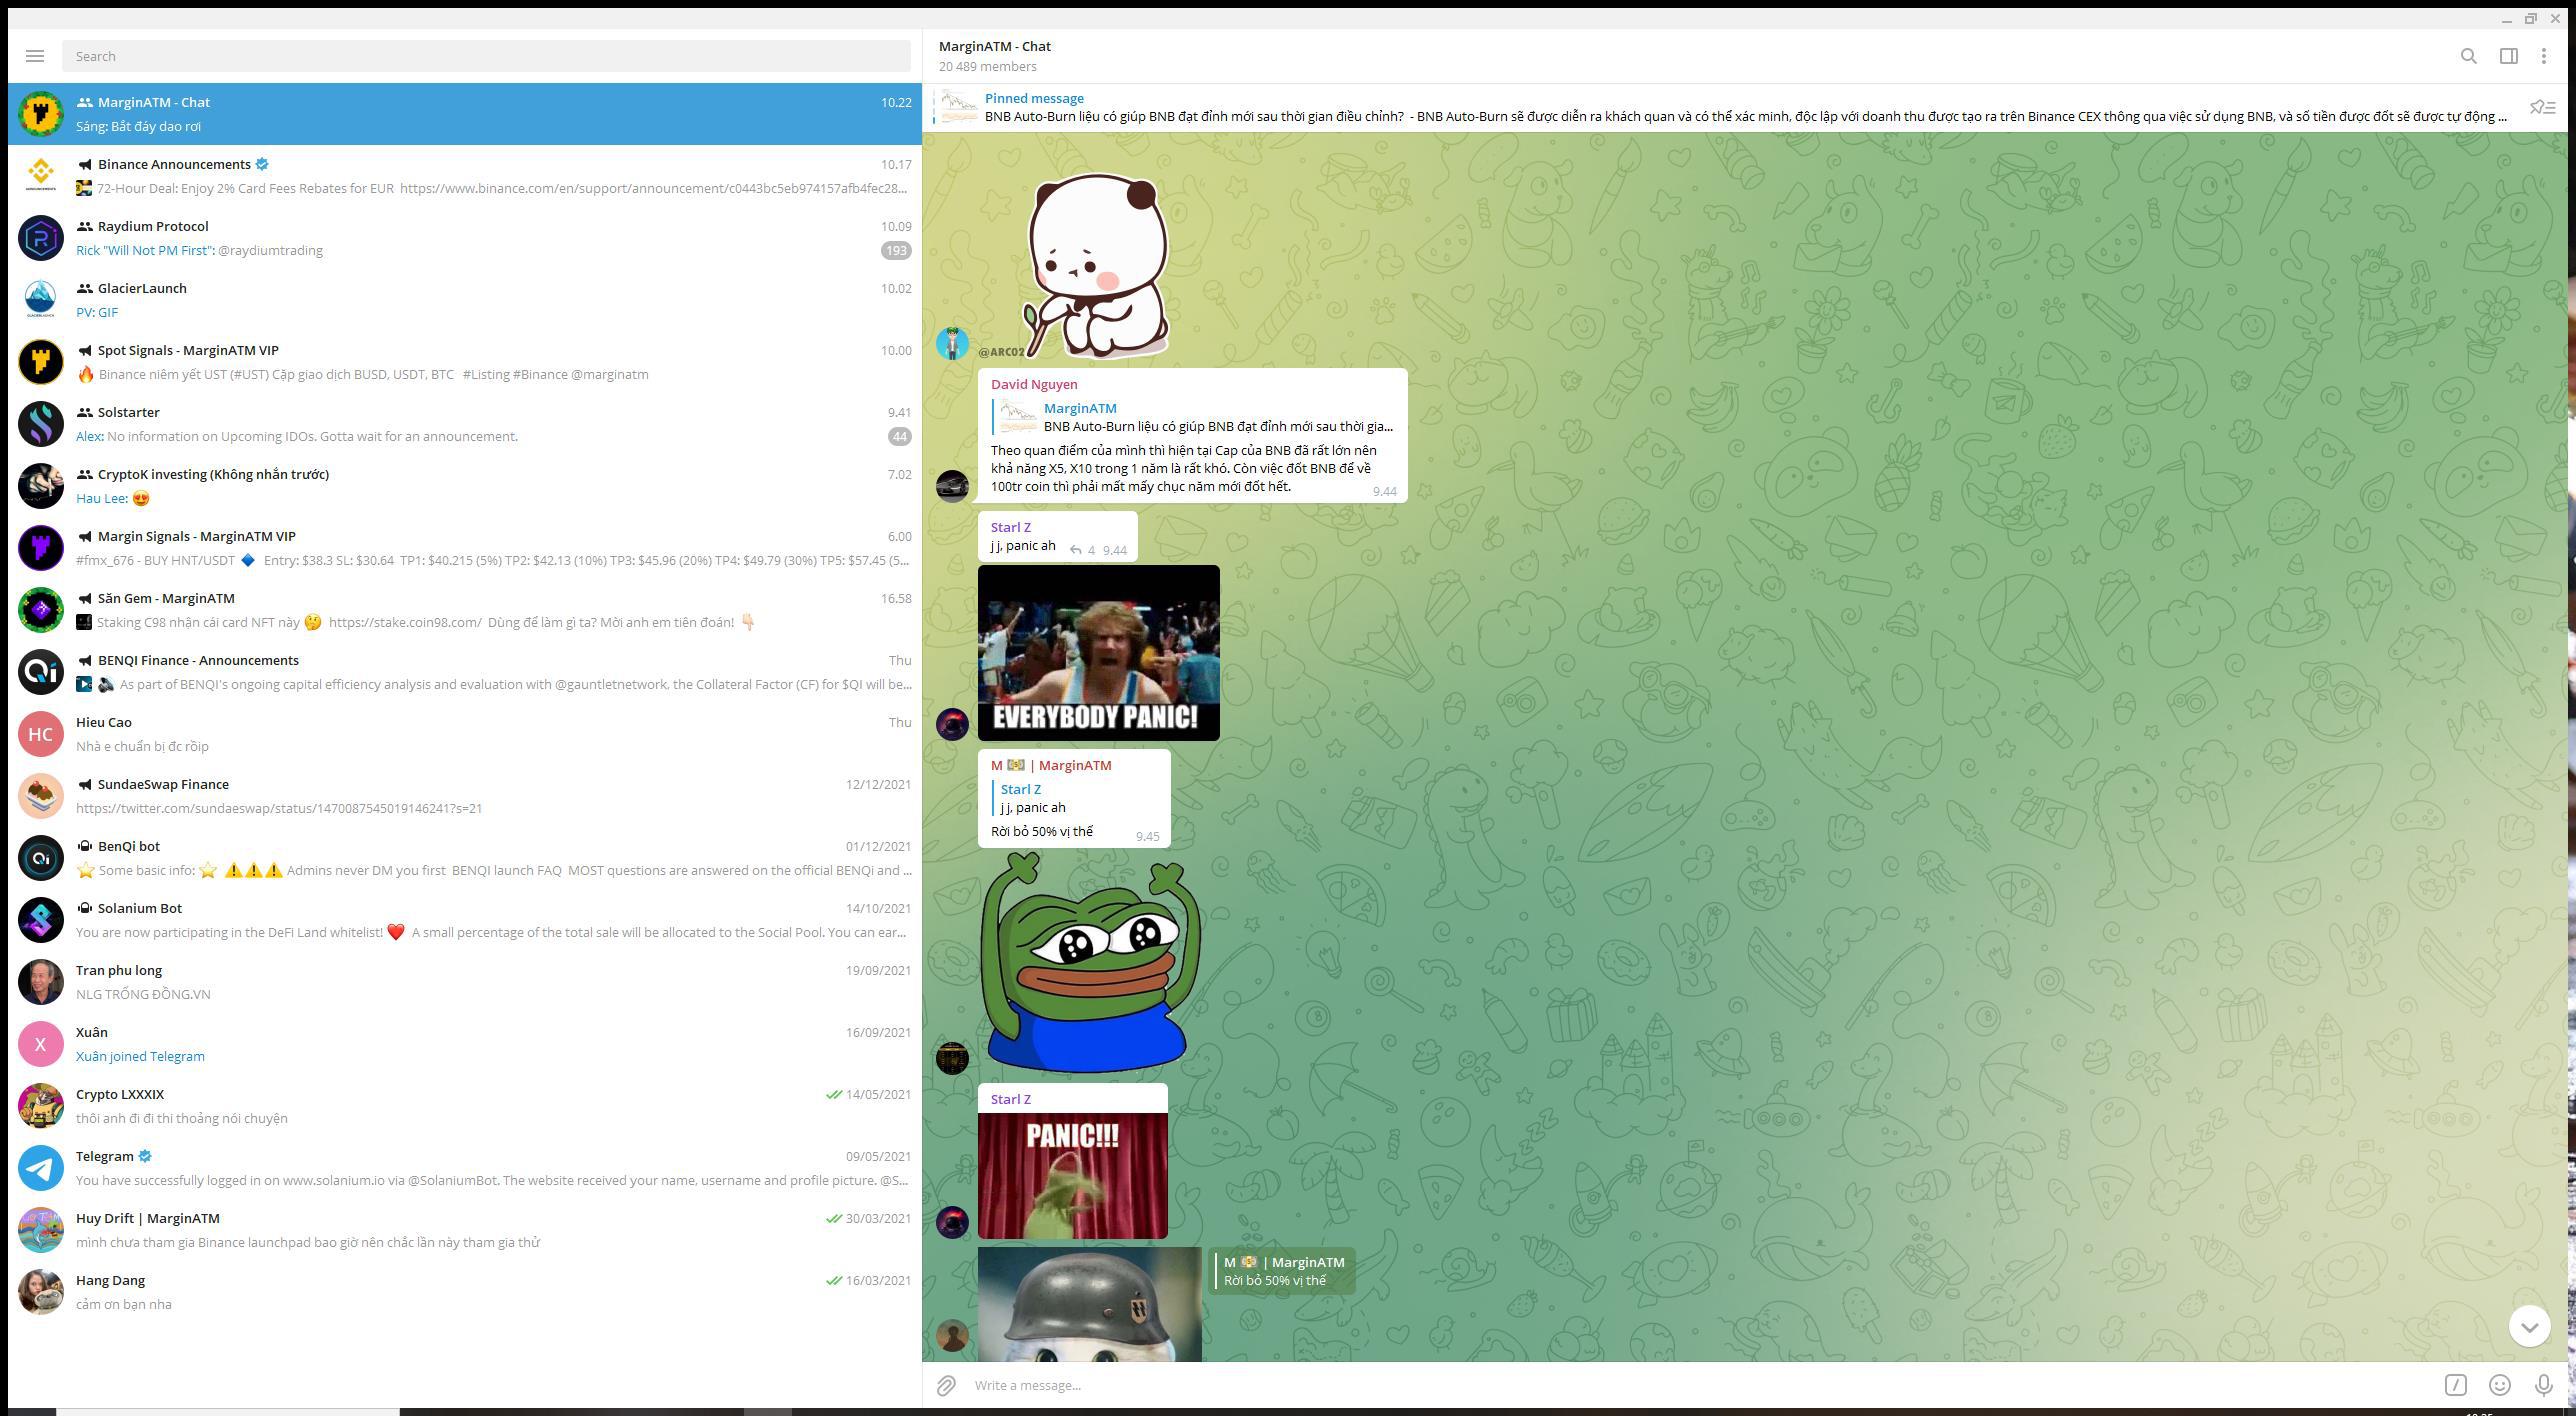 Search
MarginATM - Chat
10.22
Sáng: Bắt đáy dao rơi
Binance Announcements
10.17
72-Hour Deal: Enjoy 2% Card Fees Rebates for EUR https://www.binance.com/en/support/announcement/c0443bc5eb974157afb4fec28...
Raydium Protocol
10.09
Rick "Will Not PM First": @raydiumtrading
193
GlacierLaunch
10.02
PV: GIF
Spot Signals - MarginATM VIP
10.00
🔥 Binance niêm yết UST (#UST) Cặp giao dịch BUSD, USDT, BTC #Listing #Binance @marginatm
Solstarter
9.41
Alex: No information on Upcoming IDOs. Gotta wait for an announcement.
44
CryptoK investing (Không nhắn trước)
7.02
Hau Lee: 😍
Margin Signals - MarginATM VIP
6.00
#fmx_676 - BUY HNT/USDT 🔷 Entry: $38.3 SL: $30.64 TP1: $40.215 (5%) TP2: $42.13 (10%) TP3: $45.96 (20%) TP4: $49.79 (30%) TP5: $57.45 (5...
Săn Gem - MarginATM
16.58
Staking C98 nhận cái card NFT này 🤔 https://stake.coin98.com/ Dùng để làm gì ta? Mời anh em tiên đoán! 👇🏻
BENQI Finance - Announcements
Thu
🔊 As part of BENQI's ongoing capital efficiency analysis and evaluation with @gauntletnetwork, the Collateral Factor (CF) for $QI will be...
HC
Hieu Cao
Thu
Nhà e chuẩn bị đc rồip
SundaeSwap Finance
12/12/2021
https://twitter.com/sundaeswap/status/1470087545019146241?s=21
BenQi bot
01/12/2021
⭐ Some basic info: ⭐ ⚠⚠⚠ Admins never DM you first BENQI launch FAQ MOST questions are answered on the official BENQi and ...
Solanium Bot
14/10/2021
You are now participating in the DeFi Land whitelist! ❤ A small percentage of the total sale will be allocated to the Social Pool. You can ear...
Tran phu long
19/09/2021
NLG TRỐNG ĐỒNG.VN
X
Xuân
16/09/2021
Xuân joined Telegram
Crypto LXXXIX
14/05/2021
thôi anh đi đi thi thoảng nói chuyện
Telegram
09/05/2021
You have successfully logged in on www.solanium.io via @SolaniumBot. The website received your name, username and profile picture. @S...
Huy Drift | MarginATM
30/03/2021
mình chưa tham gia Binance launchpad bao giờ nên chắc lần này tham gia thử
Hang Dang
16/03/2021
cảm ơn bạn nha
MarginATM - Chat
20 489 members
Pinned message
BNB Auto-Burn liệu có giúp BNB đạt đỉnh mới sau thời gian điều chỉnh? - BNB Auto-Burn sẽ được diễn ra khách quan và có thể xác minh, độc lập với doanh thu được tạo ra trên Binance CEX thông qua việc sử dụng BNB, và số tiền được đốt sẽ được tự động ...
@ARC02
David Nguyen
MarginATM
BNB Auto-Burn liệu có giúp BNB đạt đỉnh mới sau thời gia...
Theo quan điểm của mình thì hiện tại Cap của BNB đã rất lớn nên
khả năng X5, X10 trong 1 năm là rất khó. Còn việc đốt BNB để về
100tr coin thì phải mất mấy chục năm mới đốt hết.
9.44
Starl Z
j j, panic ah
4 9.44
EVERYBODY PANIC!
M 💵 | MarginATM
Starl Z
j j, panic ah
Rời bỏ 50% vị thế
9.45
Starl Z
PANIC!!!
M 💵 | MarginATM
Rời bỏ 50% vị thế
Write a message...